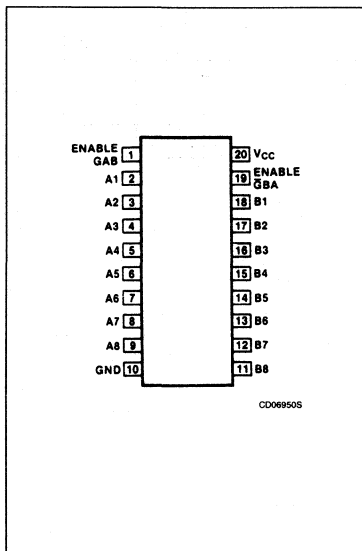 ENABLE
GAB 1
A1 2
A2 3
A3 4
A4 5
A5 6
A6 7
A7 8
A8 9
GND 10
20 VCC
19 ENABLE
G̅BA
18 B1
17 B2
16 B3
15 B4
14 B5
13 B6
12 B7
11 B8
CD06950S